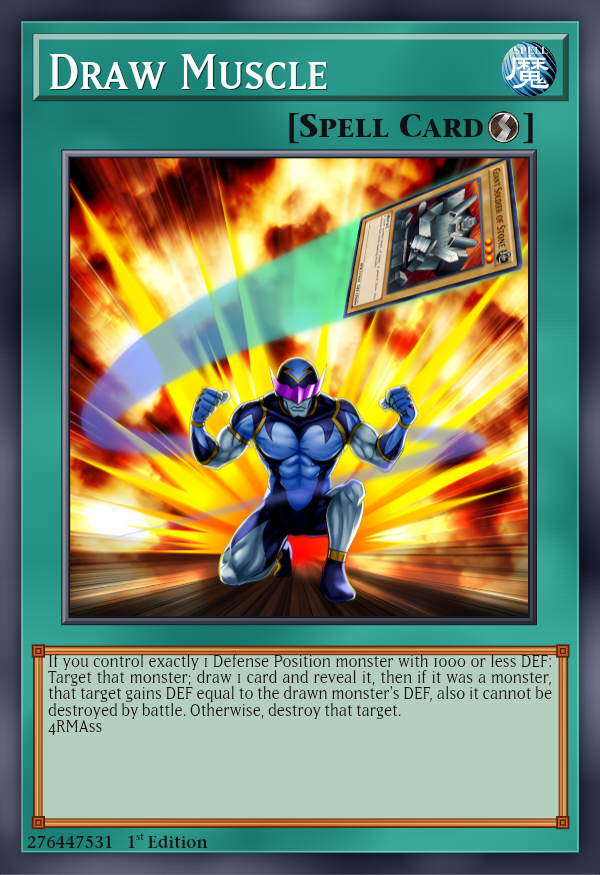 DRAW MUSCLE
SPELL
魔
[SPELL CARD]
GIANT SOLDIER OF STONE
If you control exactly 1 Defense Position monster with 1000 or less DEF:
Target that monster; draw 1 card and reveal it, then if it was a monster,
that target gains DEF equal to the drawn monster's DEF, also it cannot be
destroyed by battle. Otherwise, destroy that target.
4RMAss
276447531 1st Edition